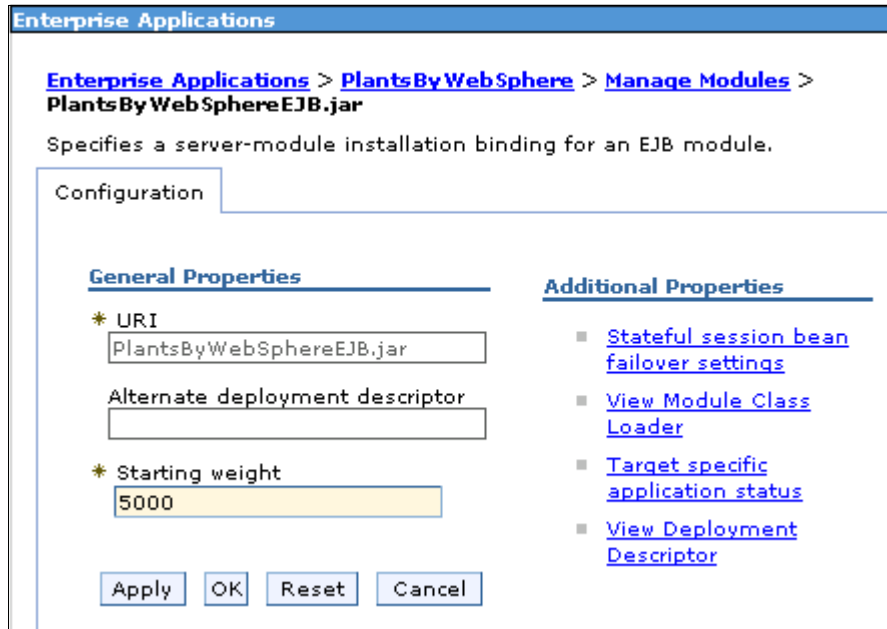 Enterprise Applications
Enterprise Applications > PlantsByWebSphere > Manage Modules >
PlantsByWebSphereEJB.jar
Specifies a server-module installation binding for an EJB module.
Configuration
General Properties
* URI
PlantsByWebSphereEJB.jar
Alternate deployment descriptor
* Starting weight
5000
Apply OK Reset Cancel
Additional Properties
Stateful session bean
failover settings
View Module Class
Loader
Target specific
application status
View Deployment
Descriptor